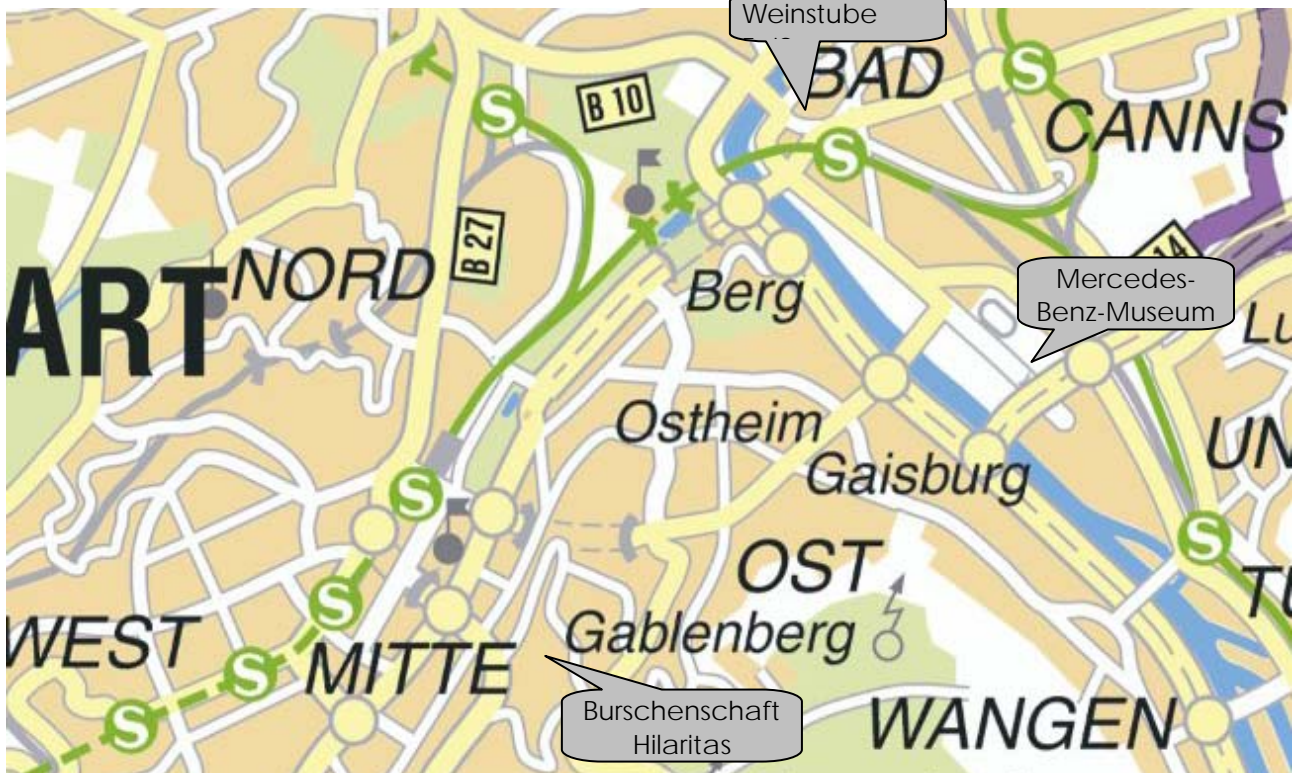 Weinstube
BAD
B 10
CANNS
B 27
NORD
14
ART
Berg
Mercedes-
Benz-Museum
Lu
Ostheim
Gaisburg
UN
OST
Gablenberg
TU
WEST
MITTE
Burschenschaft
Hilaritas
WANGEN
S
S
S
S
S
S
S
S